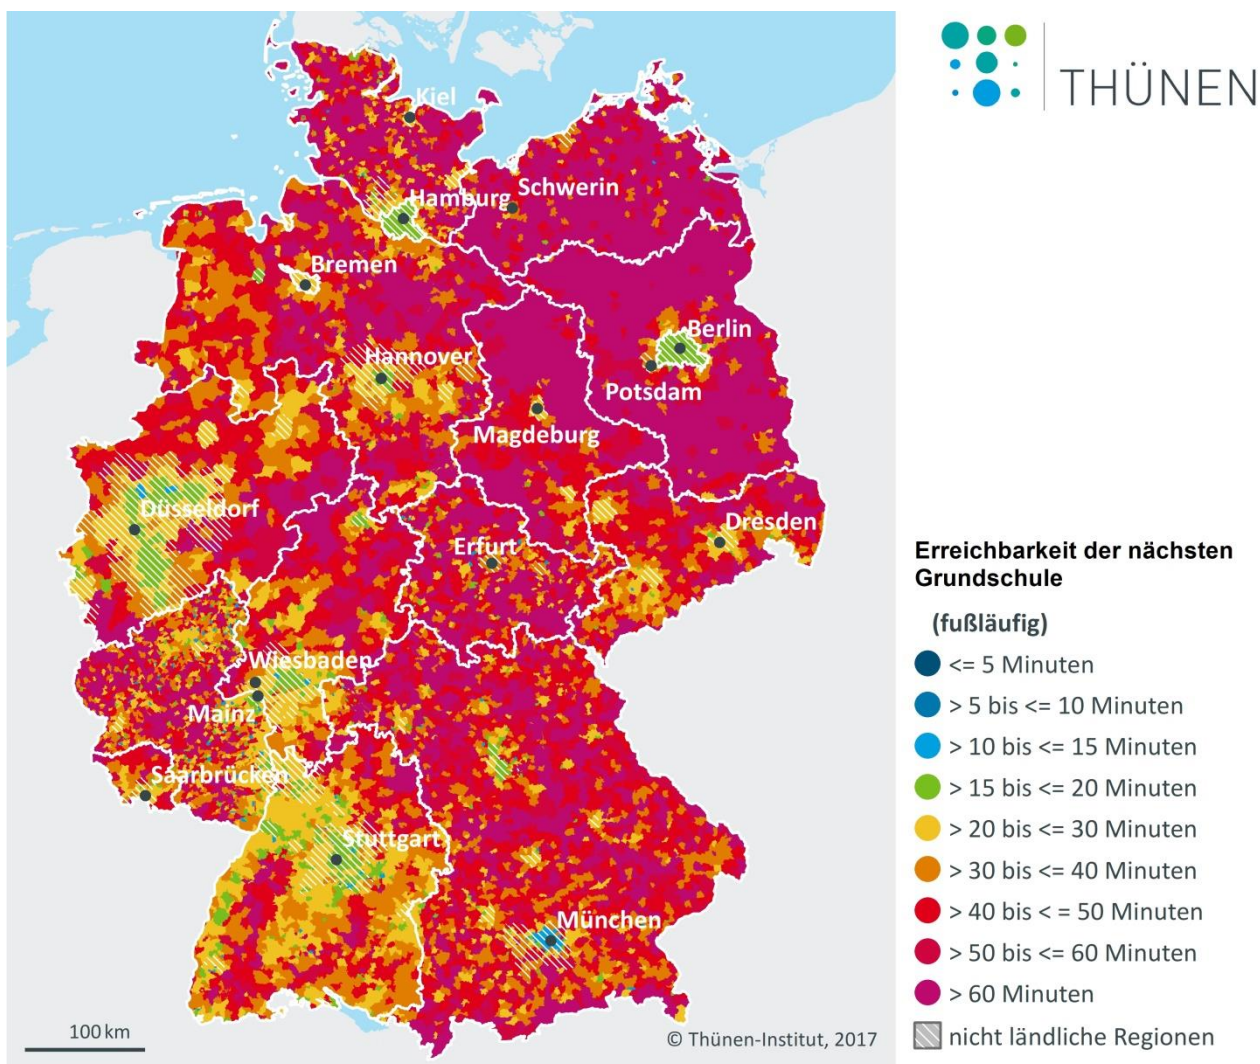 THÜNEN
Kiel
Schwerin
Hamburg
Bremen
Berlin
Hannover
Potsdam
Magdeburg
Düsseldorf
Dresden
Erfurt
Wiesbaden
Mainz
Saarbrücken
Stuttgart
München
100 km
© Thünen-Institut, 2017
Erreichbarkeit der nächsten
Grundschule
(fußläufig)
<= 5 Minuten
> 5 bis <= 10 Minuten
> 10 bis <= 15 Minuten
> 15 bis <= 20 Minuten
> 20 bis <= 30 Minuten
> 30 bis <= 40 Minuten
> 40 bis < = 50 Minuten
> 50 bis <= 60 Minuten
> 60 Minuten
nicht ländliche Regionen